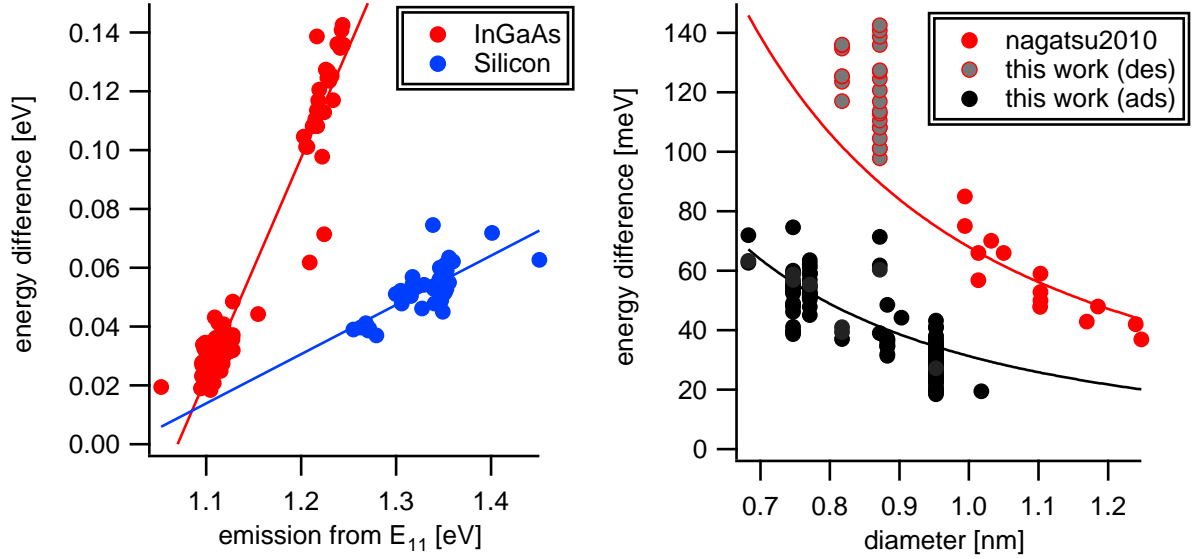 0.14
0.12
0.10
0.08
0.06
0.04
0.02
0.00
energy difference [eV]
InGaAs
Silicon
1.1
1.2
1.3
1.4
emission from E₁₁ [eV]
140
120
100
80
60
40
20
0
energy difference [meV]
nagatsu2010
this work (des)
this work (ads)
0.7
0.8
0.9
1.0
1.1
1.2
diameter [nm]